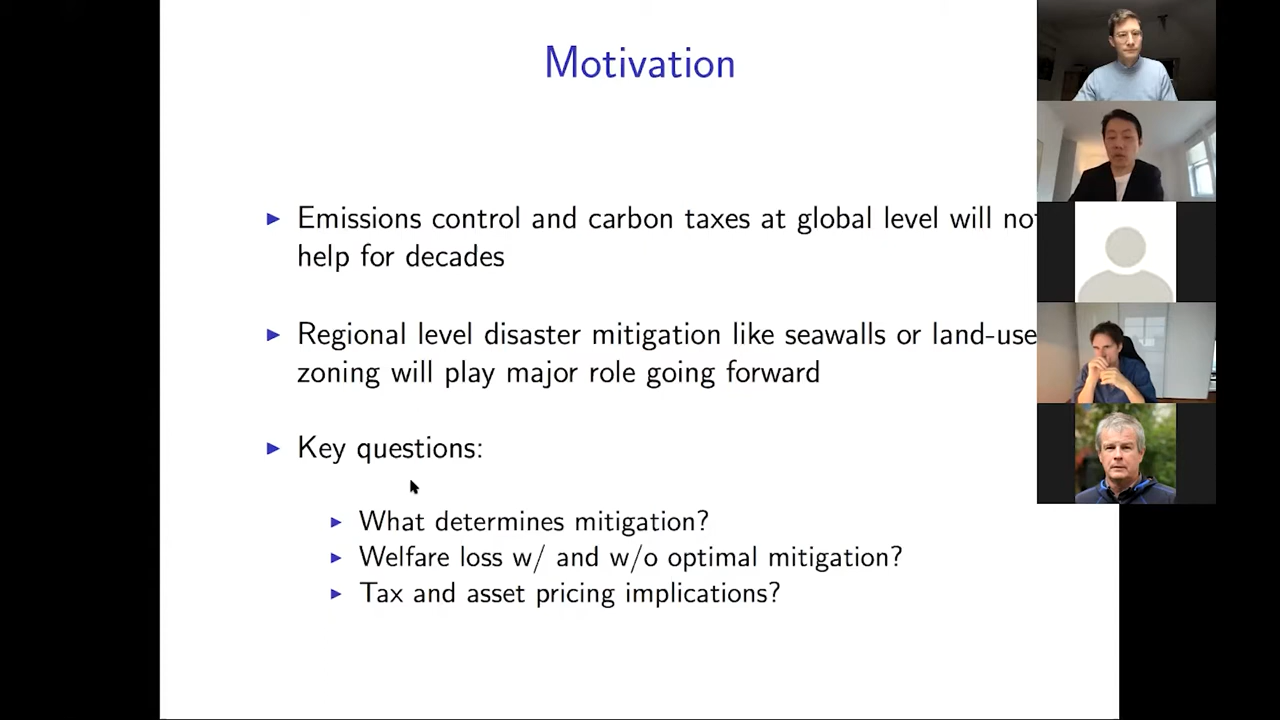 Motivation
Emissions control and carbon taxes at global level will not
help for decades
Regional level disaster mitigation like seawalls or land-use
zoning will play major role going forward
Key questions:
What determines mitigation?
Welfare loss w/ and w/o optimal mitigation?
Tax and asset pricing implications?